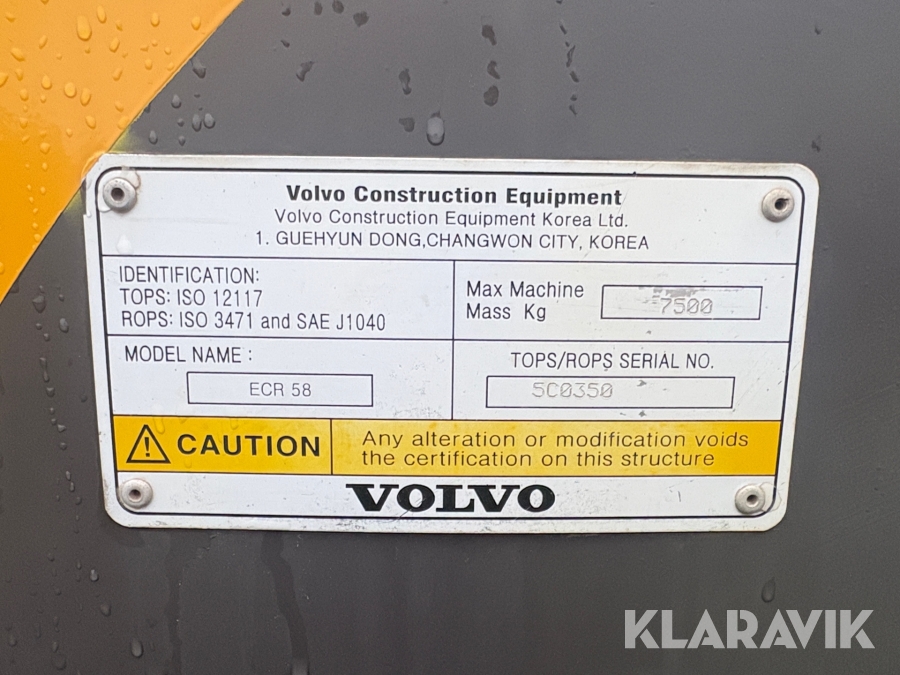 Volvo Construction Equipment
Volvo Construction Equipment Korea Ltd.
1. GUEHYUN DONG,CHANGWON CITY, KOREA
IDENTIFICATION:
TOPS: ISO 12117
ROPS: ISO 3471 and SAE J1040
Max Machine
Mass Kg
7500
MODEL NAME :
ECR 58
TOPS/ROPS SERIAL NO.
5C0350
CAUTION
Any alteration or modification voids
the certification on this structure
VOLVO
KLARAVIK